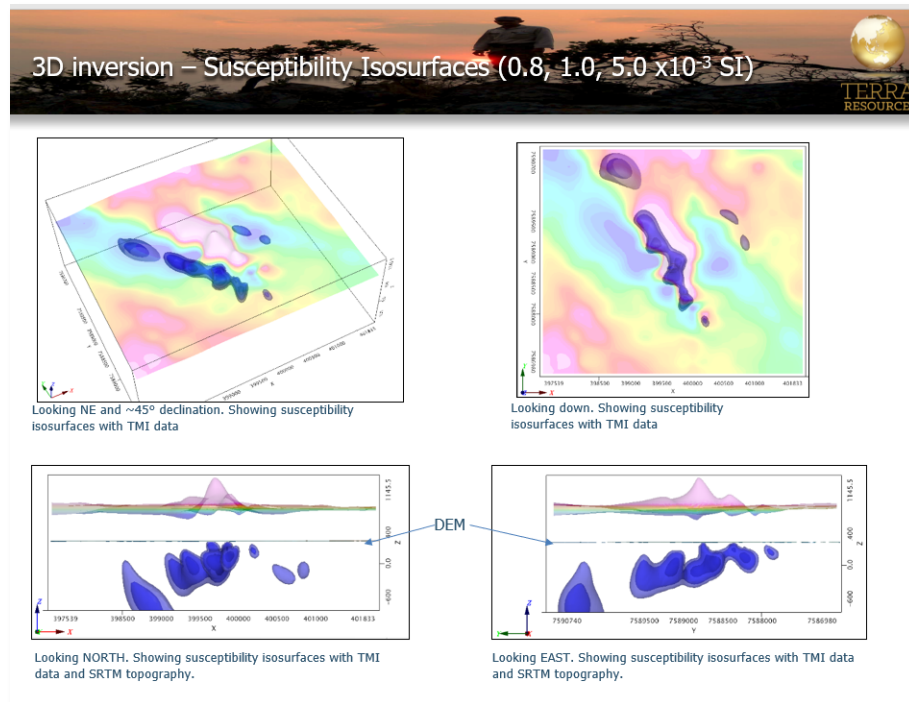 3D inversion – Susceptibility Isosurfaces (0.8, 1.0, 5.0 x10⁻³ SI)
TERRA
RESOURCE
Looking NE and ~45º declination. Showing susceptibility
isosurfaces with TMI data
397539 398500 399000 399500 400000 400500 401000 401833
X
Looking down. Showing susceptibility
isosurfaces with TMI data
1145.5
400
Z
0.0
-600
397539 398500 399000 399500 400000 400500 401000 401833
X
DEM
1145.5
400
Z
0.0
-600
7590740 7589500 7589000 7588500 7588000 7586980
Y
Looking NORTH. Showing susceptibility isosurfaces with TMI
data and SRTM topography.
Looking EAST. Showing susceptibility isosurfaces with TMI data
and SRTM topography.